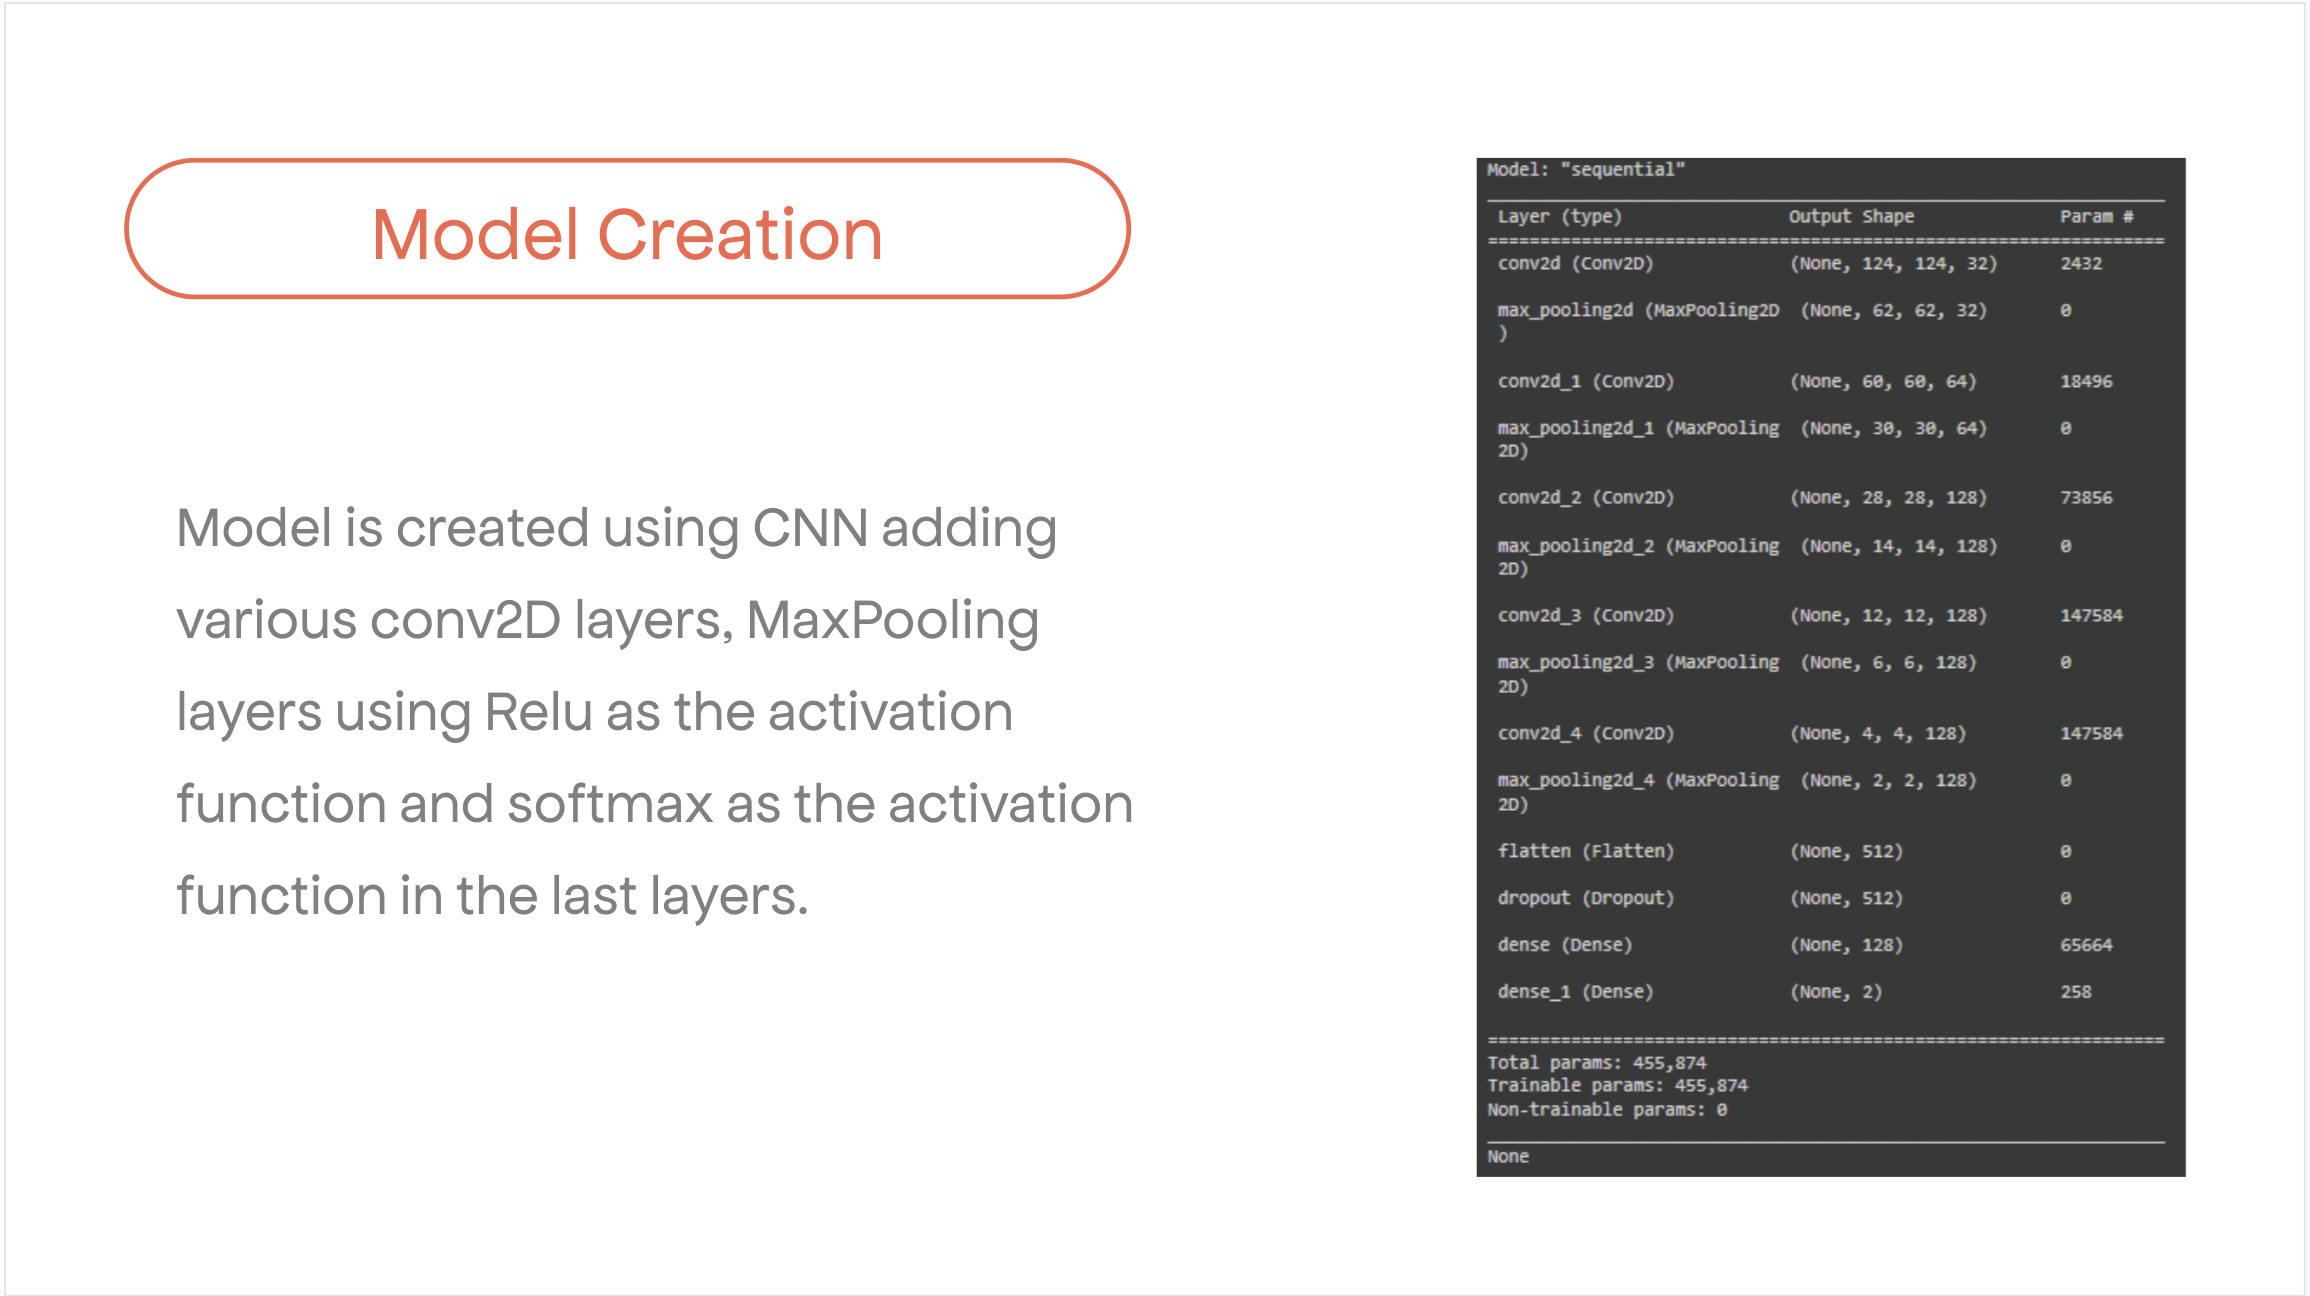 Model Creation
Model is created using CNN adding
various conv2D layers, MaxPooling
layers using Relu as the activation
function and softmax as the activation
function in the last layers.
Model: "sequential"
Layer (type) Output Shape Param #
=================================================================
conv2d (Conv2D) (None, 124, 124, 32) 2432
max_pooling2d (MaxPooling2D (None, 62, 62, 32) 0
)
conv2d_1 (Conv2D) (None, 60, 60, 64) 18496
max_pooling2d_1 (MaxPooling (None, 30, 30, 64) 0
2D)
conv2d_2 (Conv2D) (None, 28, 28, 128) 73856
max_pooling2d_2 (MaxPooling (None, 14, 14, 128) 0
2D)
conv2d_3 (Conv2D) (None, 12, 12, 128) 147584
max_pooling2d_3 (MaxPooling (None, 6, 6, 128) 0
2D)
conv2d_4 (Conv2D) (None, 4, 4, 128) 147584
max_pooling2d_4 (MaxPooling (None, 2, 2, 128) 0
2D)
flatten (Flatten) (None, 512) 0
dropout (Dropout) (None, 512) 0
dense (Dense) (None, 128) 65664
dense_1 (Dense) (None, 2) 258
=================================================================
Total params: 455,874
Trainable params: 455,874
Non-trainable params: 0
None